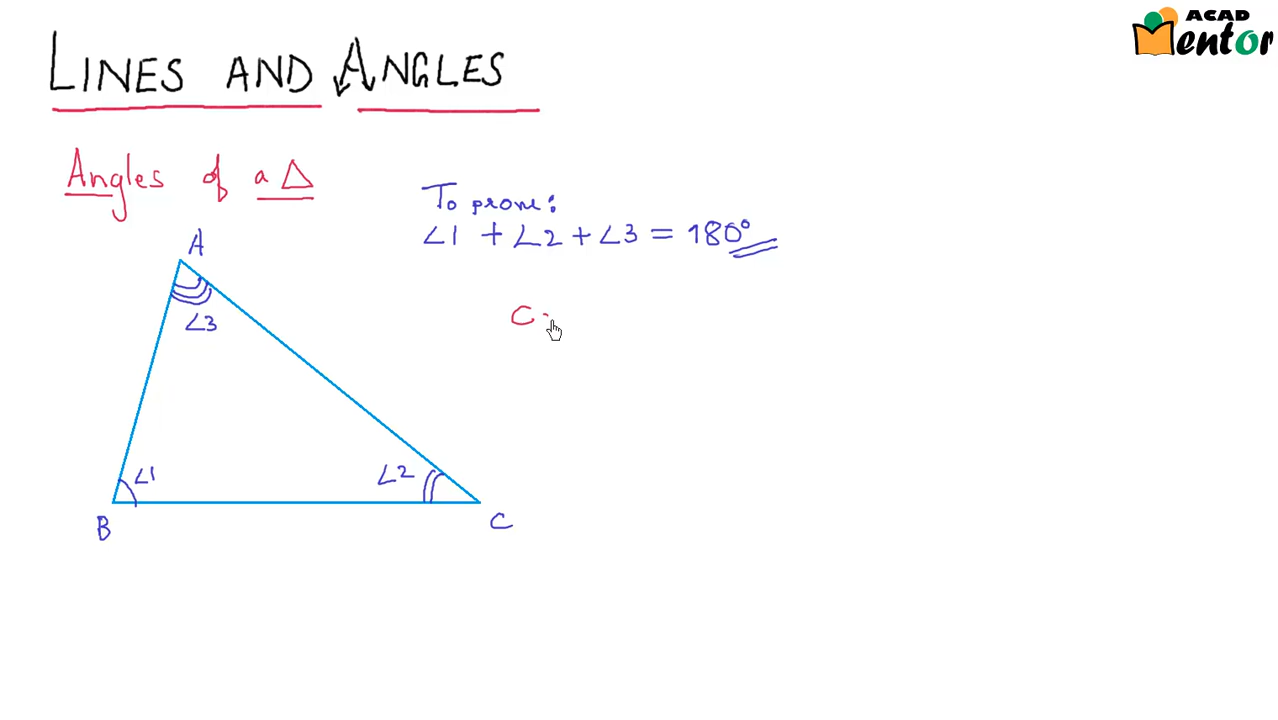 ACAD
Mentor
LINES AND ANGLES
Angles of a Δ
To prove:
∠1 + ∠2 + ∠3 = 180°
A
∠3
C
∠1
∠2
B
C